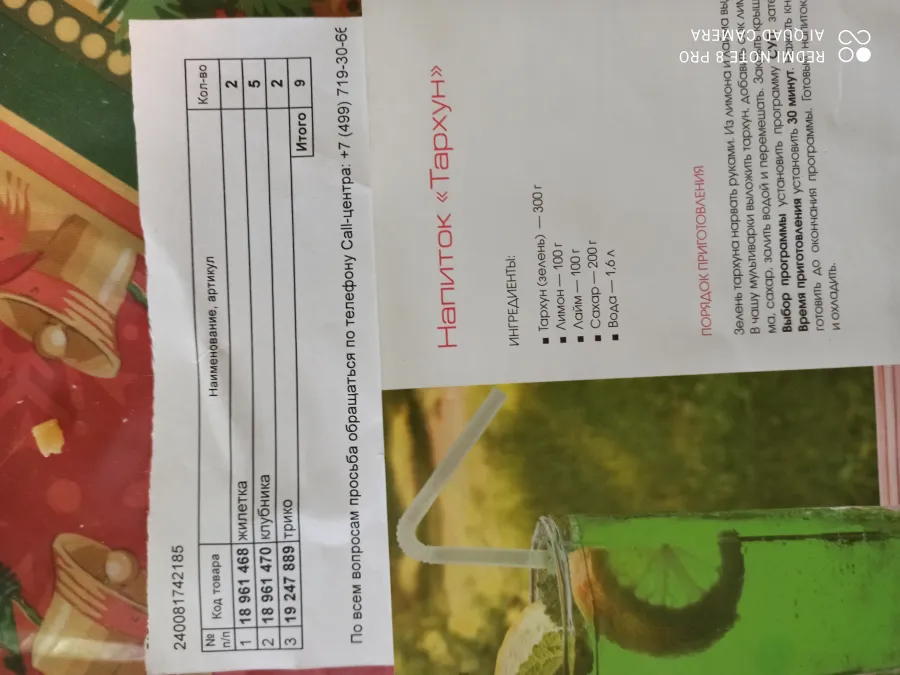 240081742185
№ п/п Код товара Наименование, артикул Кол-во
1 18 961 468 жилетка 2
2 18 961 470 клубника 5
3 19 247 889 трико 2
Итого 9
По всем вопросам просьба обращаться по телефону Call-центра: +7 (499) 719-30-6
Напиток «Тархун»
ИНГРЕДИЕНТЫ:
■ Тархун (зелень) — 300 г
■ Лимон — 100 г
■ Лайм — 100 г
■ Сахар — 200 г
■ Вода — 1,6 л
ПОРЯДОК ПРИГОТОВЛЕНИЯ
Зелень тархуна нарвать руками. Из лимона и
В чашу мультиварки выложить тархун, добавить
ма, сахар, залить водой и перемешать.
Выбор программы установить программу
Время приготовления установить 30 минут.
готовить до окончания программы. Готовый напиток
и охладить.
REDMI NOTE 8 PRO
AI QUAD CAMERA